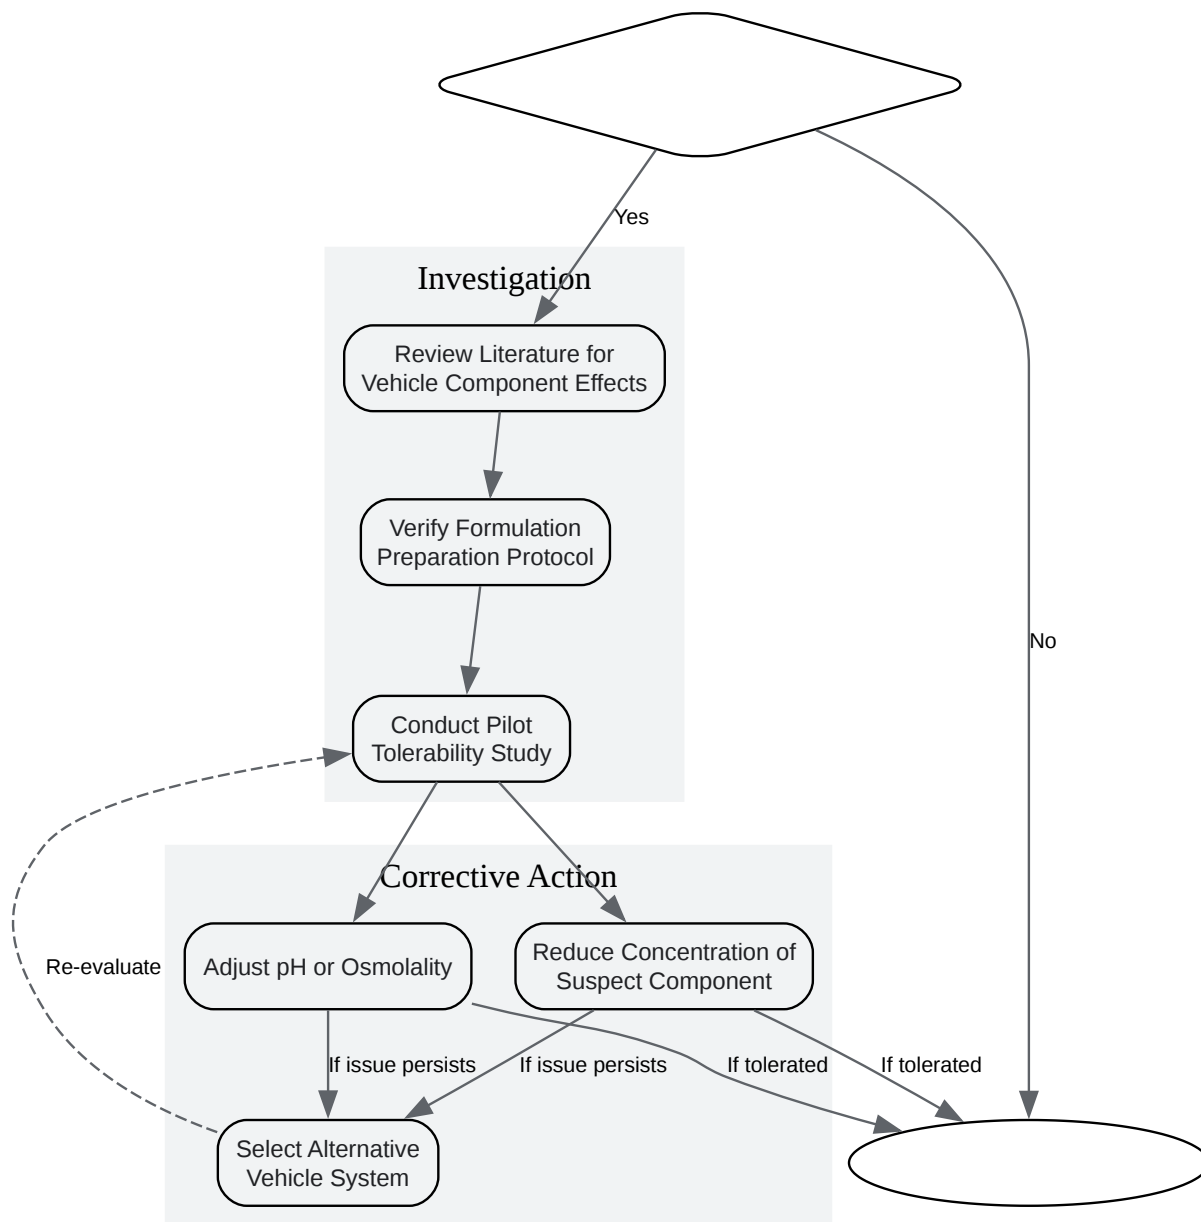 Yes
Investigation
Review Literature for
Vehicle Component Effects
Verify Formulation
Preparation Protocol
No
Conduct Pilot
Tolerability Study
Corrective Action
Adjust pH or Osmolality
Reduce Concentration of
Suspect Component
Re-evaluate
If issue persists
If issue persists
If tolerated
If tolerated
Select Alternative
Vehicle System